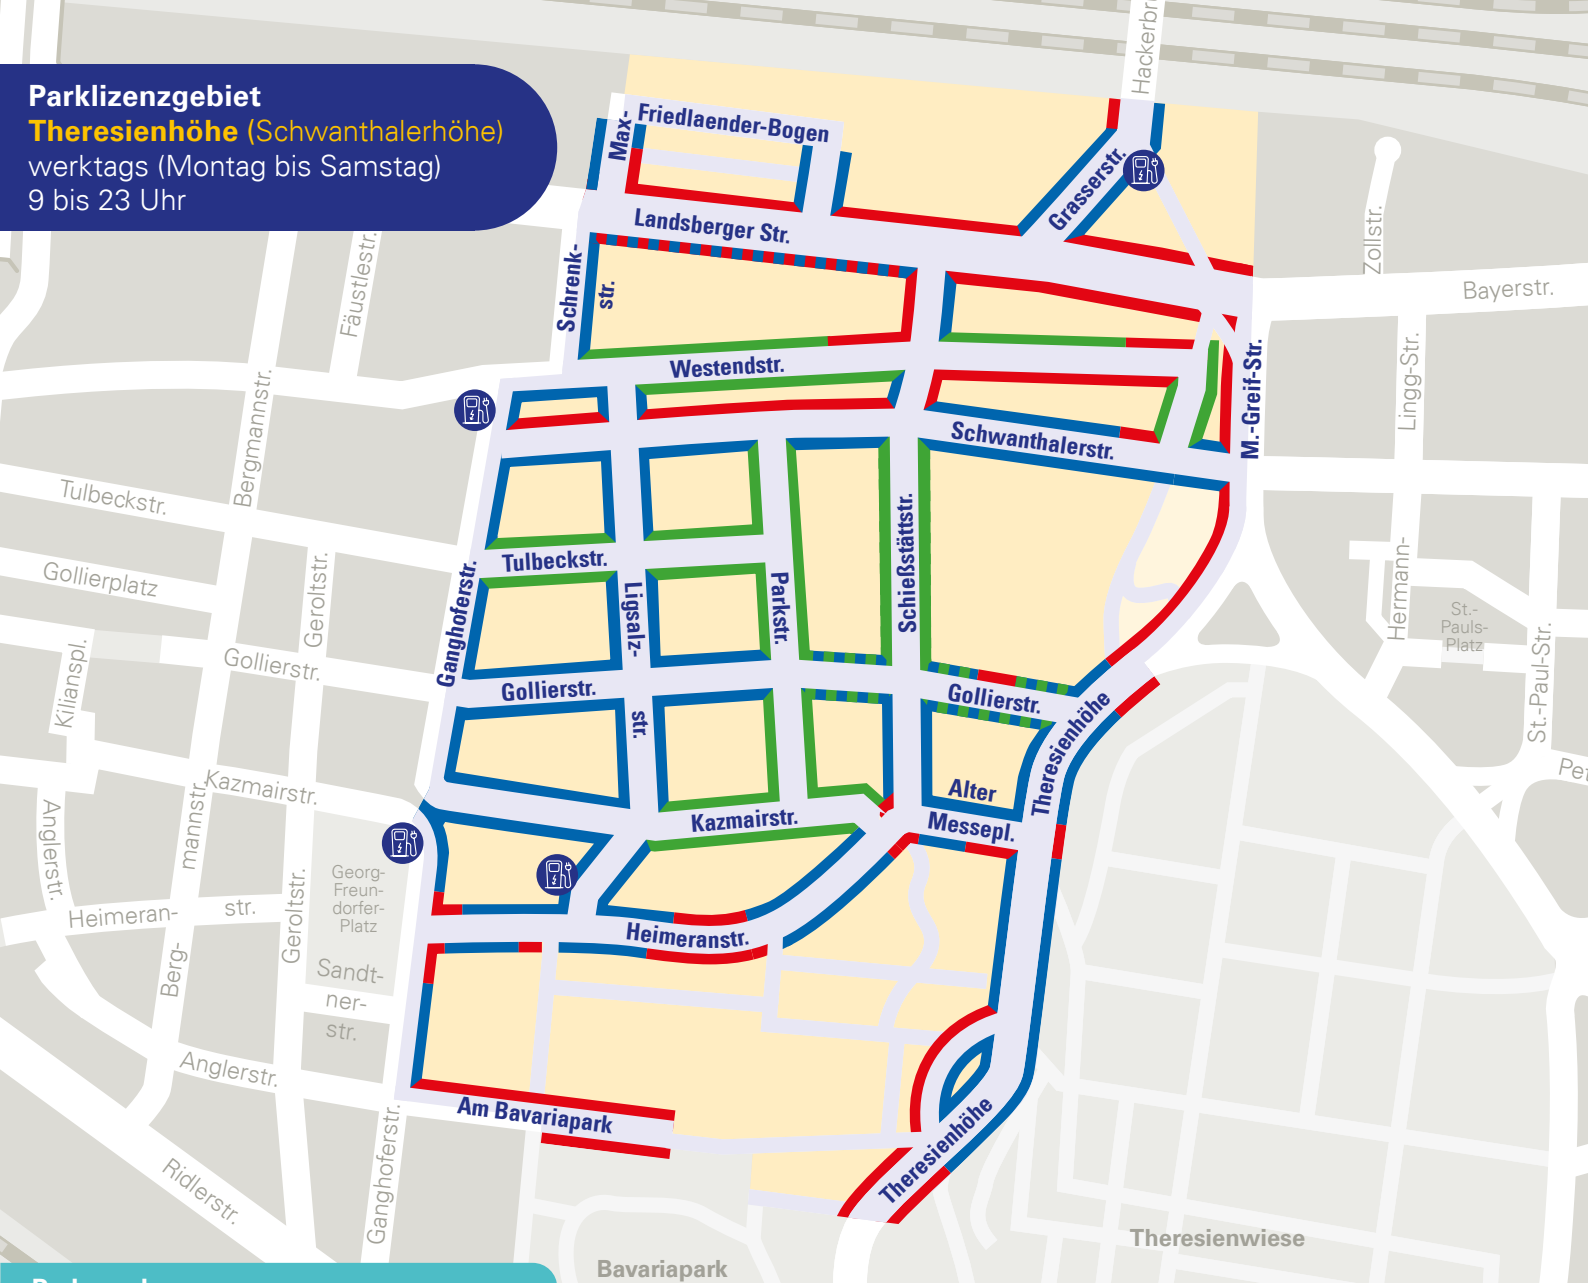 Parklizenzgebiet
Theresienhöhe (Schwanthalerhöhe)
werktags (Montag bis Samstag)
9 bis 23 Uhr
Friedlaender-Bogen
Max-
Landsberger Str.
Grasserstr.
Schrenk-
str.
Zollstr.
Bayerstr.
Fäustlestr.
Westendstr.
M.-Greif-Str.
Lingg-Str.
Hermann-
Schwanthalerstr.
Bergmannstr.
Tulbeckstr.
Tulbeckstr.
Gollierplatz
Geroltstr.
Ganghoferstr.
Ligsalz-
str.
Parkstr.
Schießstättstr.
St.-
Pauls-
Platz
St.-Paul-Str.
Kilianspl.
Gollierstr.
Gollierstr.
Gollierstr.
Theresienhöhe
Kazmairstr.
Kazmairstr.
Alter
Messepl.
Anglerstr.
mannstr.
Berg-
Georg-
Freun-
dorfer-
Platz
Heimeran-
str.
Geroltstr.
Heimeranstr.
Sandt-
ner-
str.
Anglerstr.
Am Bavariapark
Theresienhöhe
Ridlerstr.
Ganghoferstr.
Theresienwiese
Bavariapark